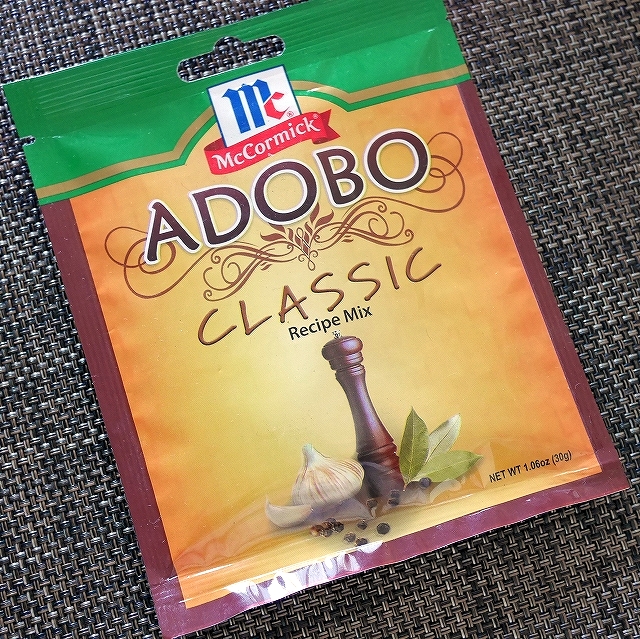 Mc
McCormick®
ADOBO
CLASSIC
Recipe Mix
NET WT 1.06oz (30g)